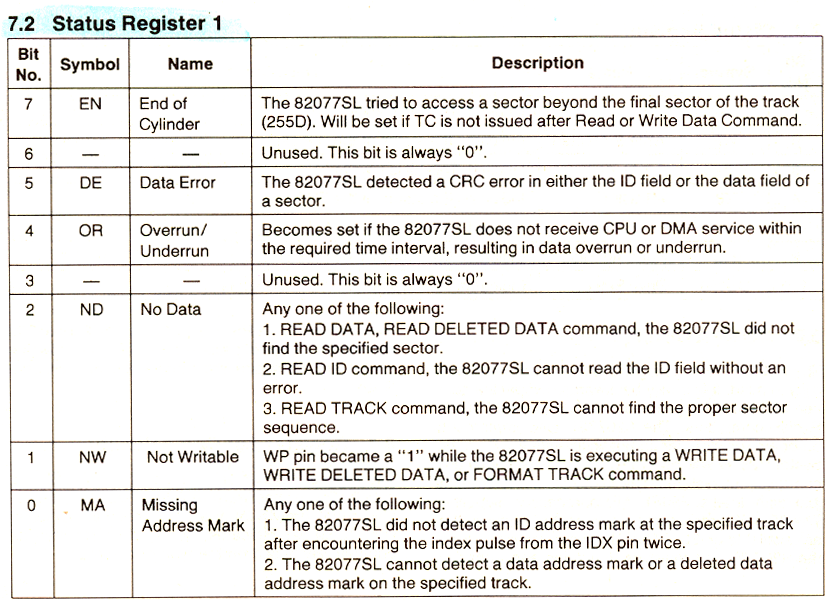 7.2 Status Register 1
Bit No. Symbol Name Description
7 EN End of Cylinder The 82077SL tried to access a sector beyond the final sector of the track
(255D). Will be set if TC is not issued after Read or Write Data Command.
6 — — Unused. This bit is always "0".
5 DE Data Error The 82077SL detected a CRC error in either the ID field or the data field of
a sector.
4 OR Overrun/ Underrun Becomes set if the 82077SL does not receive CPU or DMA service within
the required time interval, resulting in data overrun or underrun.
3 — — Unused. This bit is always "0".
2 ND No Data Any one of the following:
1. READ DATA, READ DELETED DATA command, the 82077SL did not
find the specified sector.
2. READ ID command, the 82077SL cannot read the ID field without an
error.
3. READ TRACK command, the 82077SL cannot find the proper sector
sequence.
1 NW Not Writable WP pin became a "1" while the 82077SL is executing a WRITE DATA,
WRITE DELETED DATA, or FORMAT TRACK command.
0 MA Missing Address Mark Any one of the following:
1. The 82077SL did not detect an ID address mark at the specified track
after encountering the index pulse from the IDX pin twice.
2. The 82077SL cannot detect a data address mark or a deleted data
address mark on the specified track.